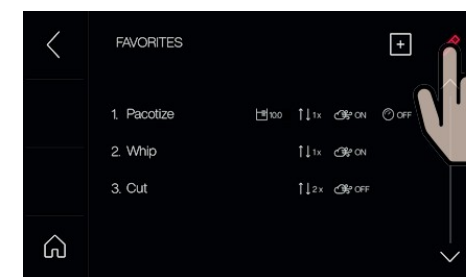 FAVORITES
1. Pacotize 100 1x ON OFF
2. Whip 1x ON
3. Cut 2x OFF